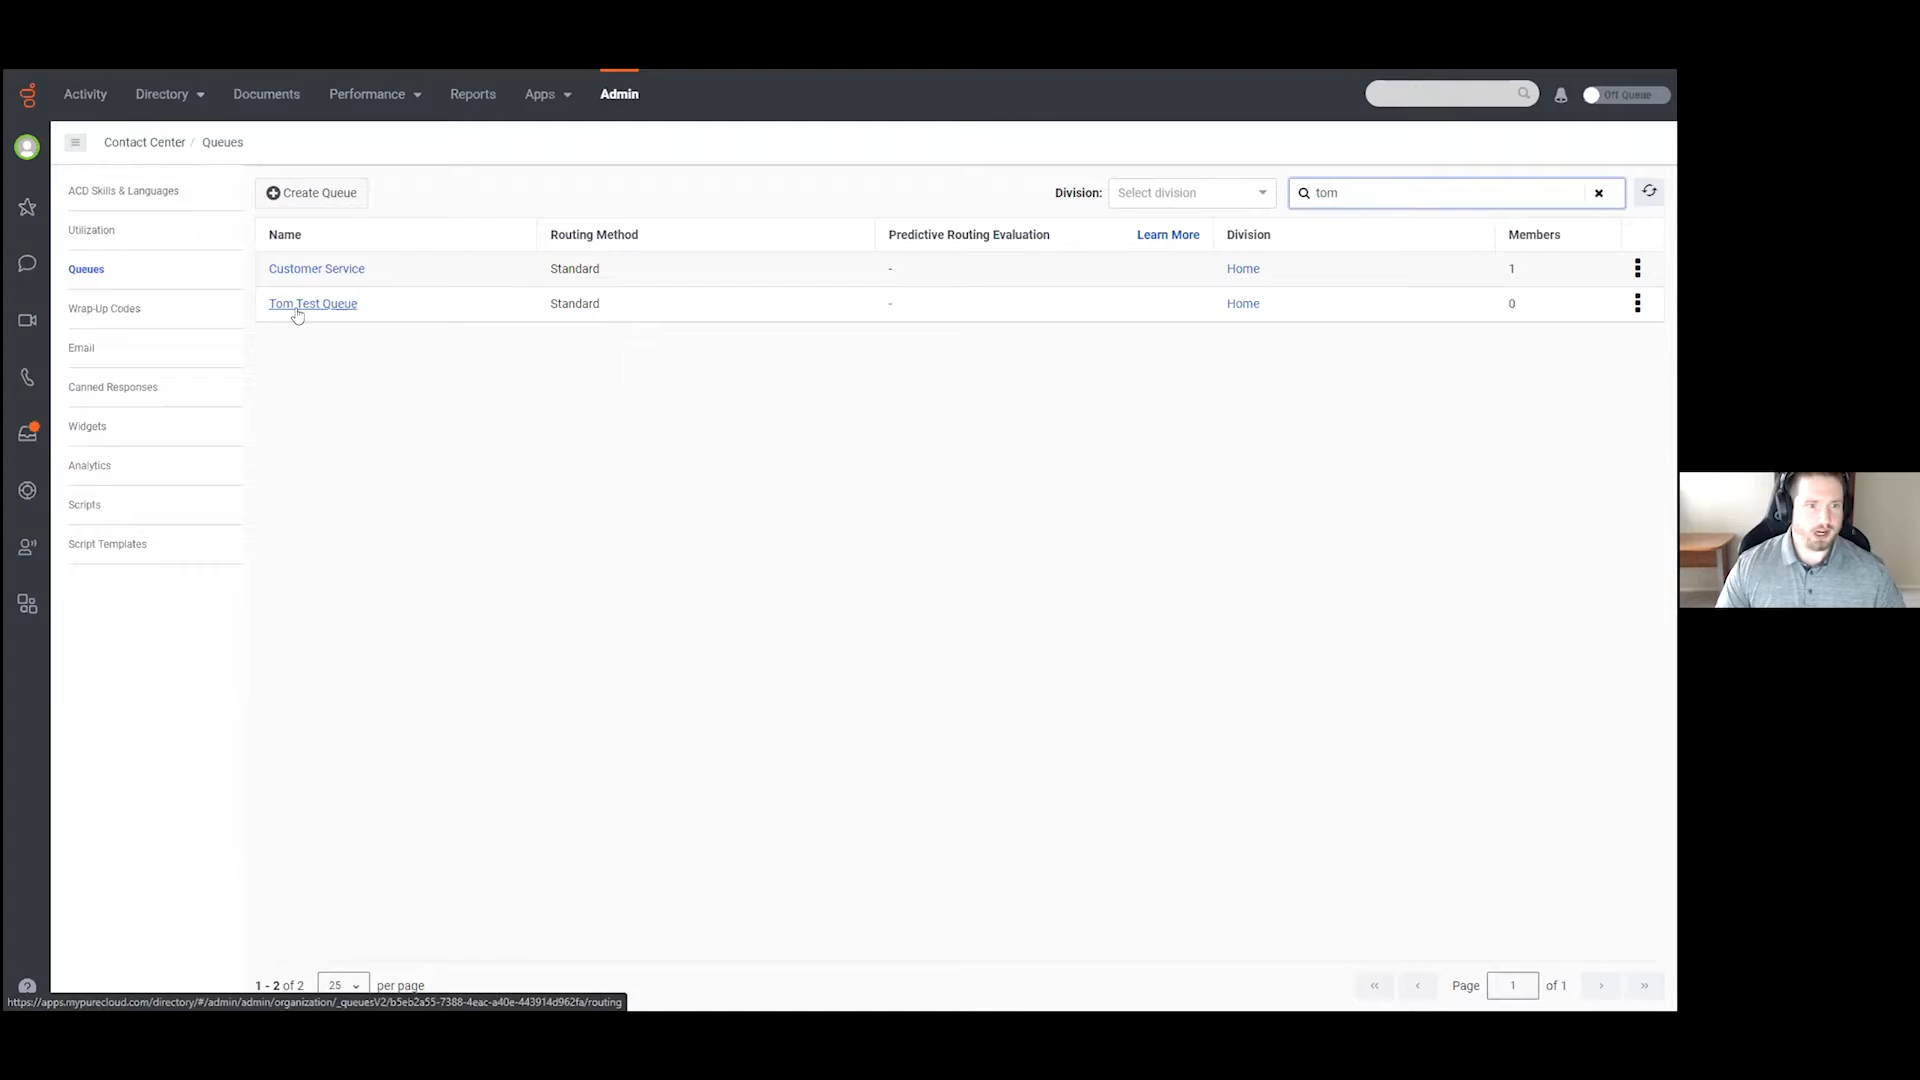 Activity Directory Documents Performance Reports Apps Admin Off Queue
Contact Center / Queues
ACD Skills & Languages
Utilization
Queues
Wrap-Up Codes
Email
Canned Responses
Widgets
Analytics
Scripts
Script Templates
Create Queue Division: Select division tom
Name Routing Method Predictive Routing Evaluation Learn More Division Members
Customer Service Standard - Home 1
Tom Test Queue Standard - Home 0
1 - 2 of 2 25 per page « ‹ Page 1 of 1 › »
https://apps.mypurecloud.com/directory/#/admin/admin/organization/_queuesV2/b5eb2a55-7388-4eac-a40e-443914d962fa/routing